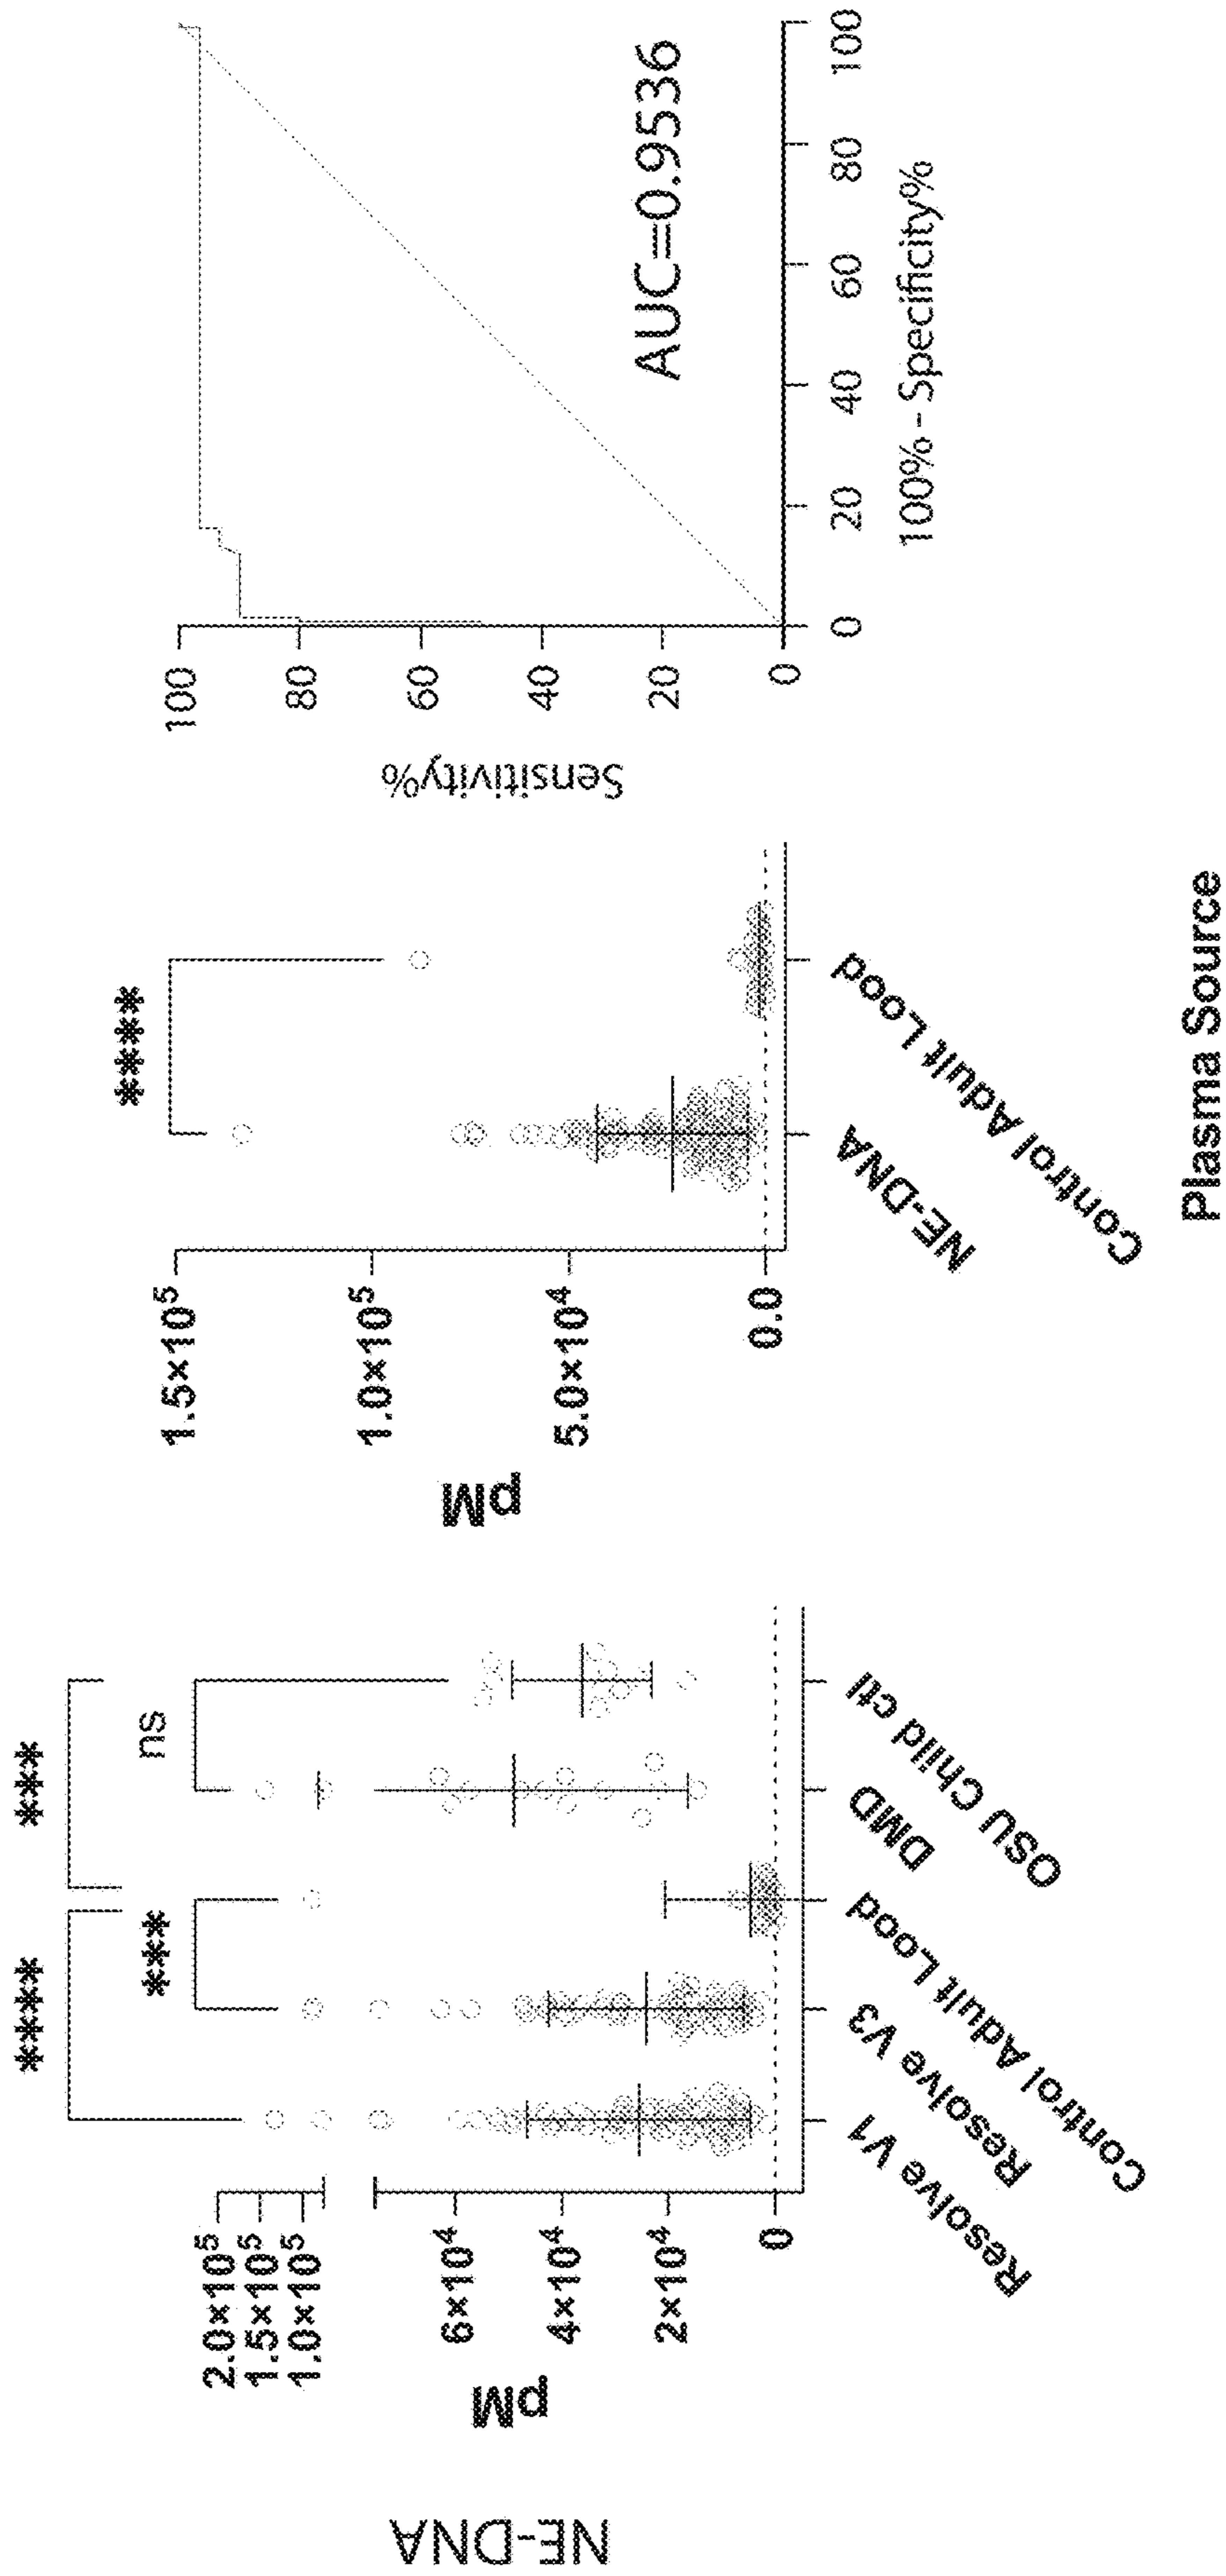 NE-DNA
pM
2.0×10⁵
1.5×10⁵
1.0×10⁵
6×10⁴
4×10⁴
2×10⁴
0
****
***
***
ns
Resolve V1
Resolve V3
Control Adult Lood
DMD
OSU Child ctl
pM
1.5×10⁵
1.0×10⁵
5.0×10⁴
0.0
****
NE-DNA
Control Adult Lood
Plasma Source
Sensitivity%
100
80
60
40
20
0
AUC=0.9536
0 20 40 60 80 100
100% - Specificity%